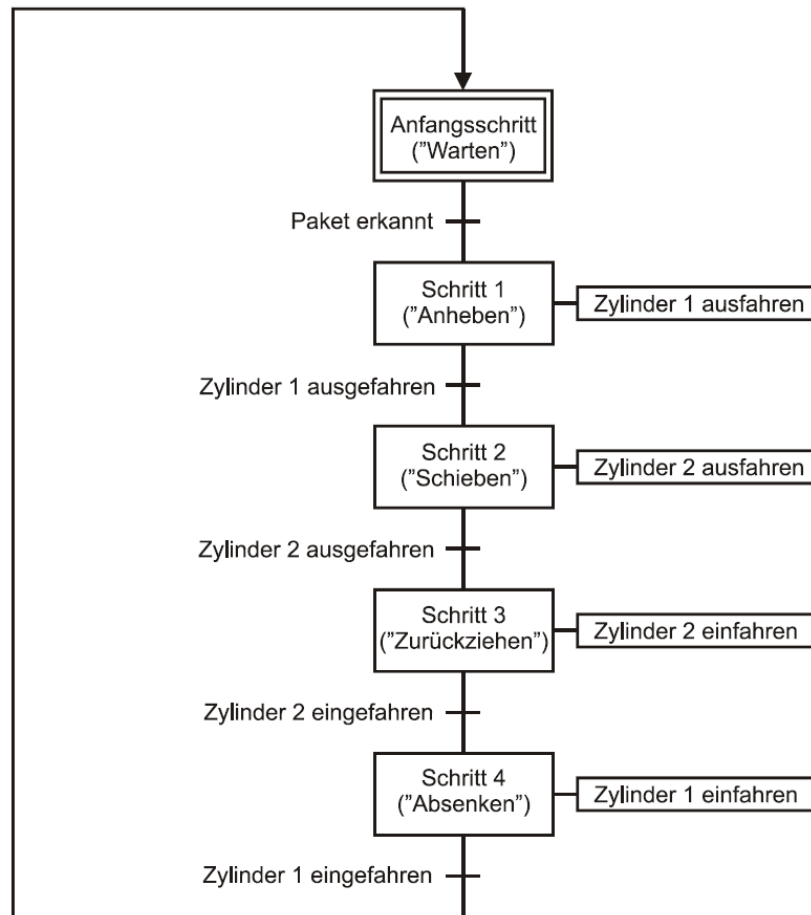 Anfangsschritt
("Warten")
Paket erkannt
Schritt 1
("Anheben")
Zylinder 1 ausfahren
Zylinder 1 ausgefahren
Schritt 2
("Schieben")
Zylinder 2 ausfahren
Zylinder 2 ausgefahren
Schritt 3
("Zurückziehen")
Zylinder 2 einfahren
Zylinder 2 eingefahren
Schritt 4
("Absenken")
Zylinder 1 einfahren
Zylinder 1 eingefahren